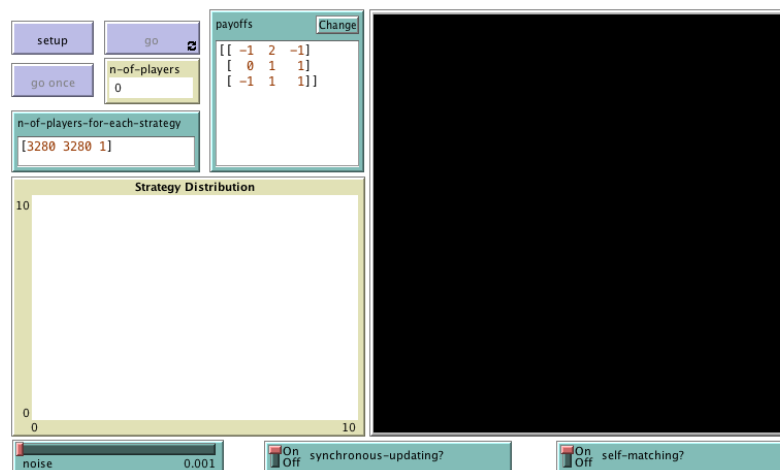 setup
go
go once
n-of-players
0
n-of-players-for-each-strategy
[3280 3280 1]
payoffs
Change
[[ -1 2 -1]
[ 0 1 1]
[ -1 1 1]]
Strategy Distribution
10
0
0
10
noise
0.001
On
Off
synchronous-updating?
On
Off
self-matching?